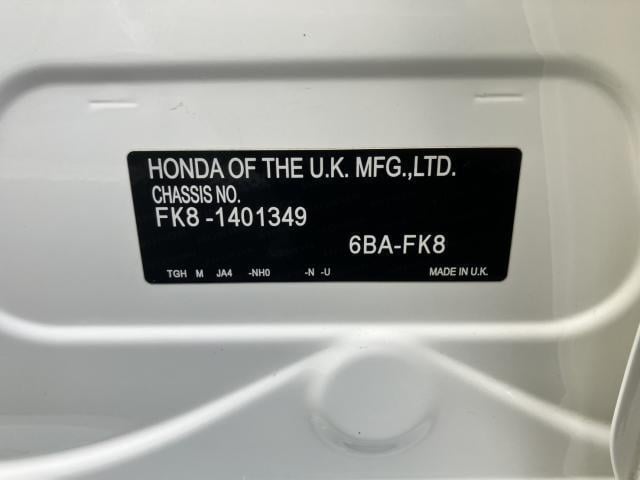 HONDA OF THE U.K. MFG.,LTD.
CHASSIS NO.
FK8-1401349
6BA-FK8
TGH M JA4 -NH0 -N -U MADE IN U.K.